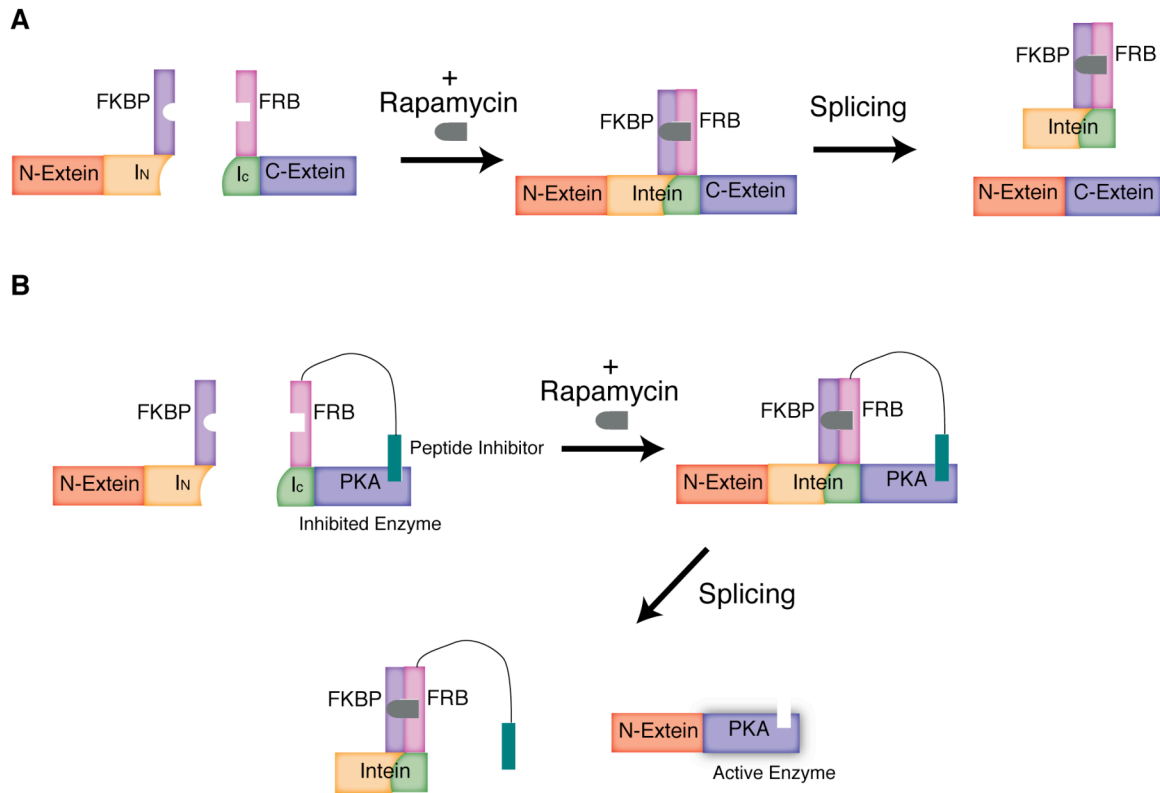 A
FKBP
FRB
N-Extein
IN
Ic
C-Extein
+
Rapamycin
FKBP
FRB
N-Extein
Intein
C-Extein
Splicing
FKBP
FRB
Intein
N-Extein
C-Extein
B
FKBP
FRB
Peptide Inhibitor
N-Extein
IN
Ic
PKA
Inhibited Enzyme
+
Rapamycin
FKBP
FRB
N-Extein
Intein
PKA
Splicing
FKBP
FRB
Intein
N-Extein
PKA
Active Enzyme